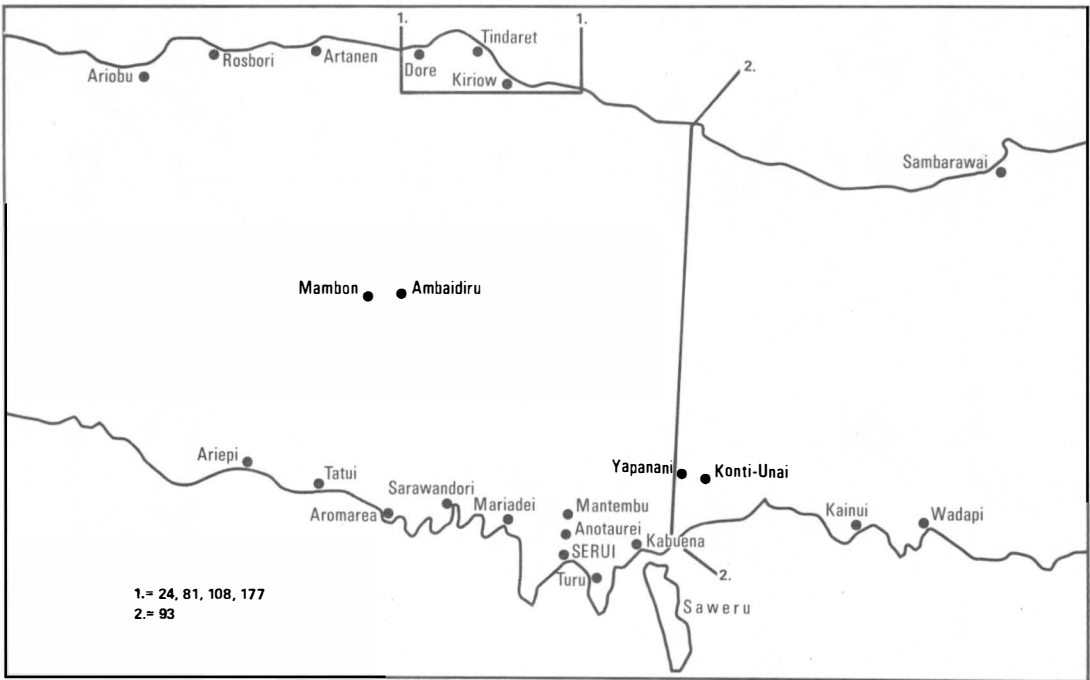 1.
1.
Tindaret
Rosbori
Artanen
Dore
Ariobu
Kiriow
2.
Sambarawai
Mambon
Ambaidiru
Ariepi
Yapanani
Konti-Unai
Tatui
Sarawandori
Mariadei
Mantembu
Kainui
Wadapi
Aromarea
Anotaurei
Kabuena
SERUI
Turu
2.
1.= 24, 81, 108, 177
2.= 93
Saweru